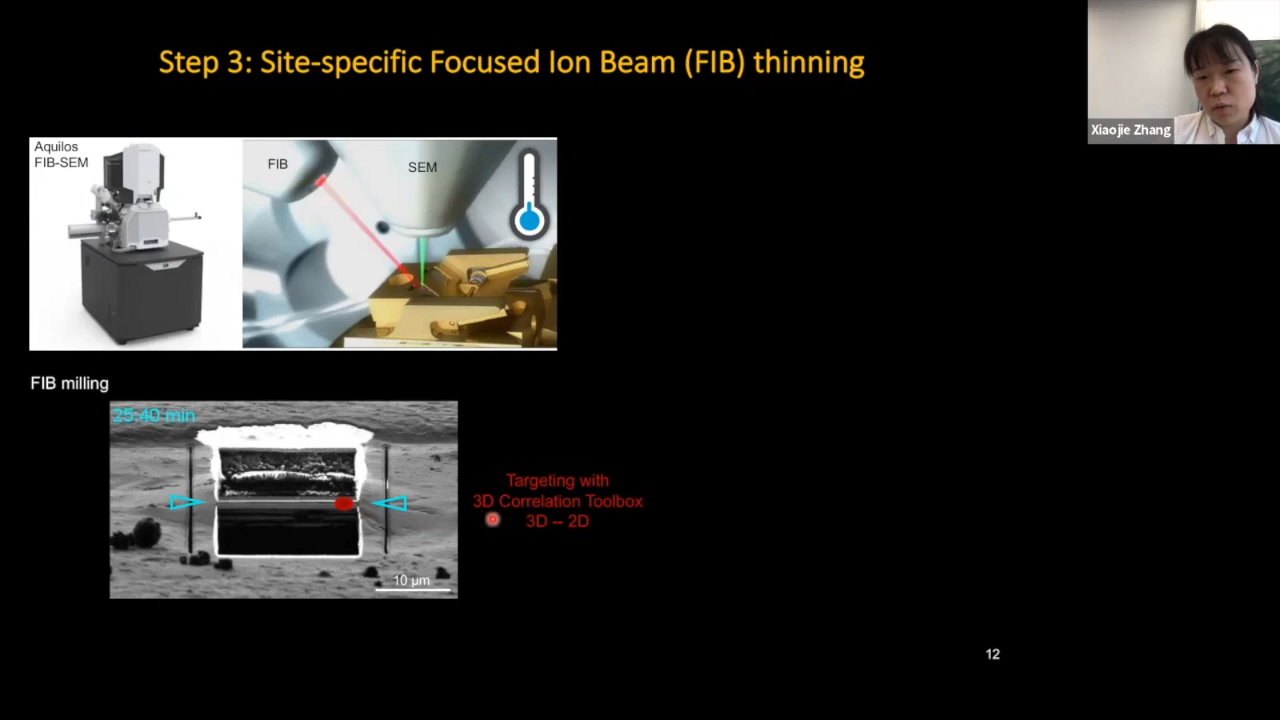 Step 3: Site-specific Focused Ion Beam (FIB) thinning
Xiaojie Zhang
Aquilos
FIB-SEM
FIB
SEM
FIB milling
25:40 min
Targeting with
3D Correlation Toolbox
3D – 2D
10 µm
12